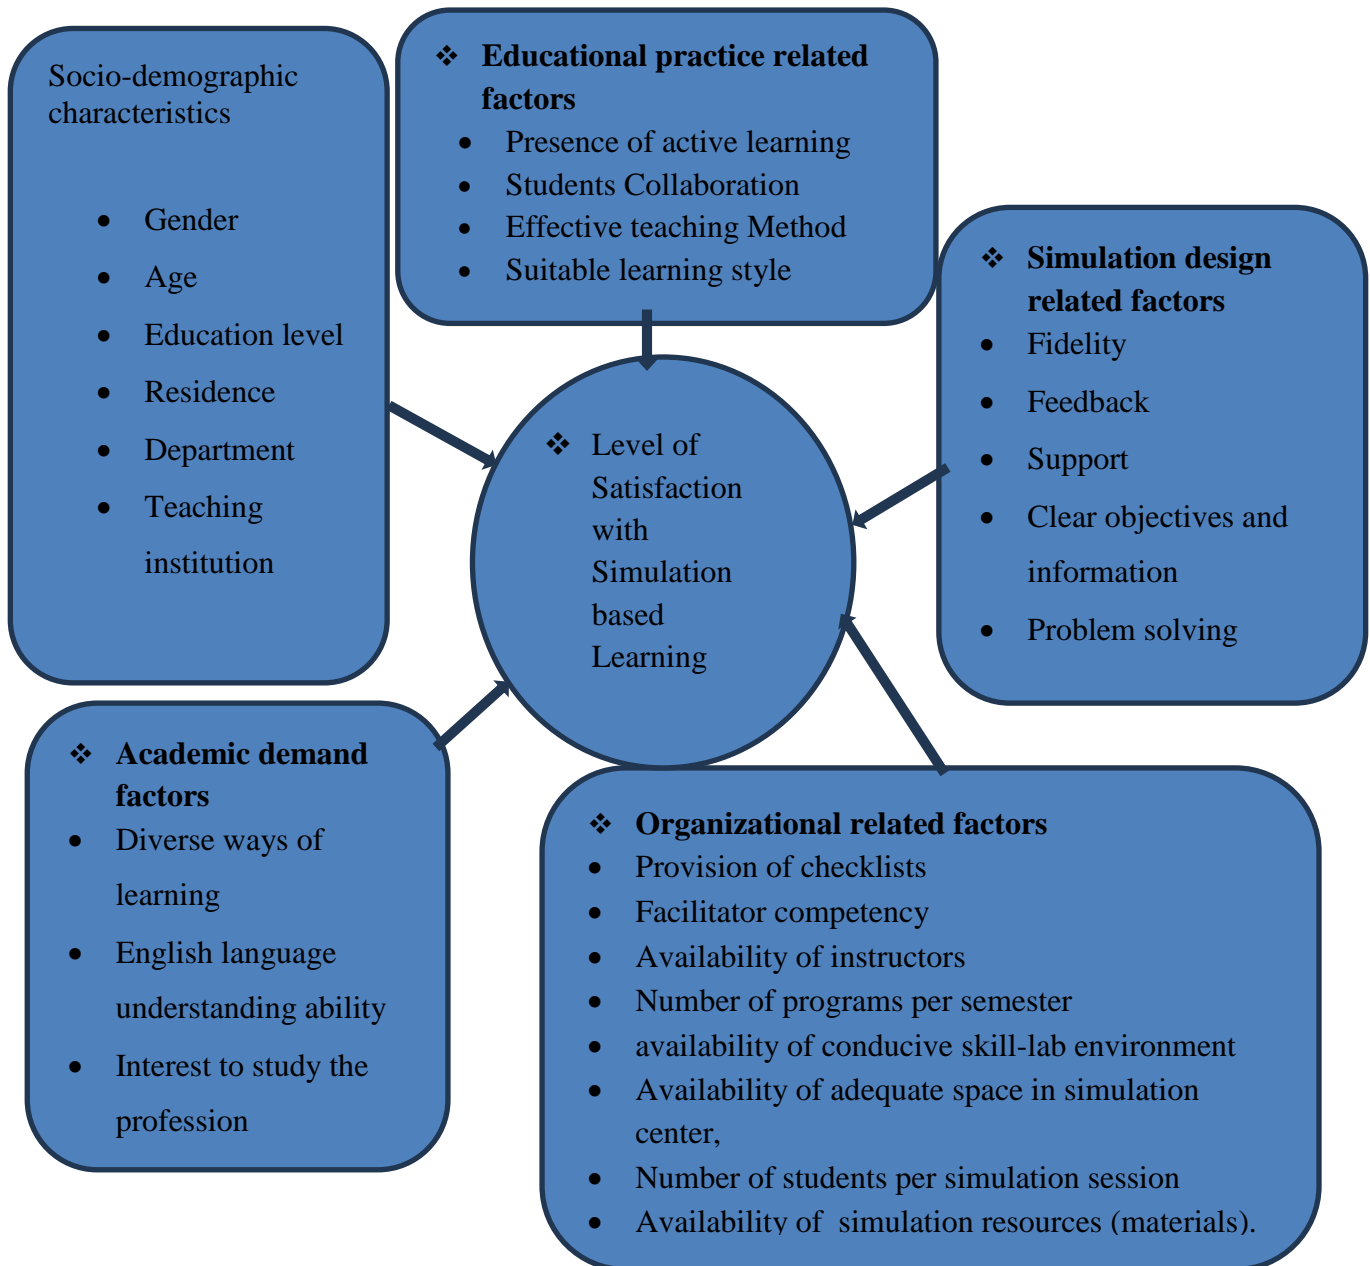 Socio-demographic
characteristics
• Gender
• Age
• Education level
• Residence
• Department
• Teaching
institution
❖ Educational practice related
factors
• Presence of active learning
• Students Collaboration
• Effective teaching Method
• Suitable learning style
❖ Simulation design
related factors
• Fidelity
• Feedback
• Support
• Clear objectives and
information
• Problem solving
❖ Level of
Satisfaction
with
Simulation
based
Learning
❖ Academic demand
factors
• Diverse ways of
learning
• English language
understanding ability
• Interest to study the
profession
❖ Organizational related factors
• Provision of checklists
• Facilitator competency
• Availability of instructors
• Number of programs per semester
• availability of conducive skill-lab environment
• Availability of adequate space in simulation
center,
• Number of students per simulation session
• Availability of simulation resources (materials).